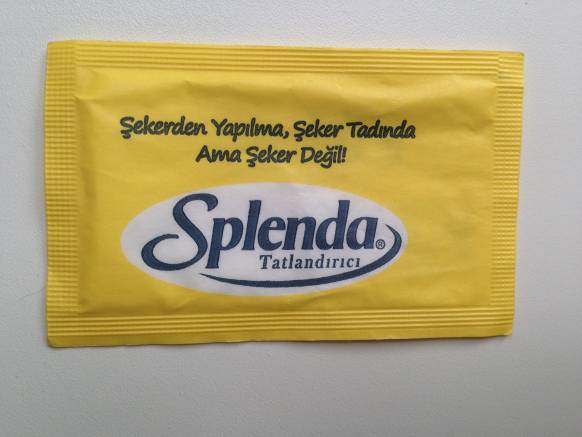 Şekerden Yapılma, Şeker Tadında
Ama Şeker Değil!
Splenda®
Tatlandırıcı